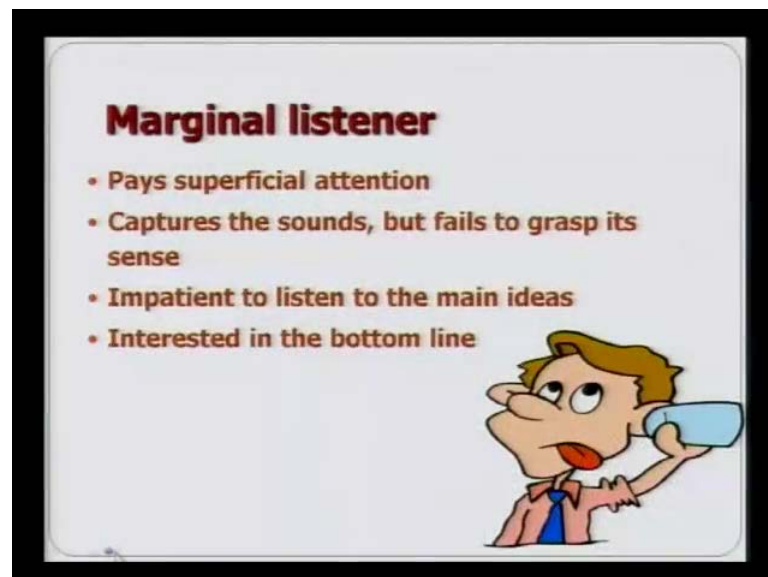 Marginal listener
• Pays superficial attention
• Captures the sounds, but fails to grasp its
sense
• Impatient to listen to the main ideas
• Interested in the bottom line